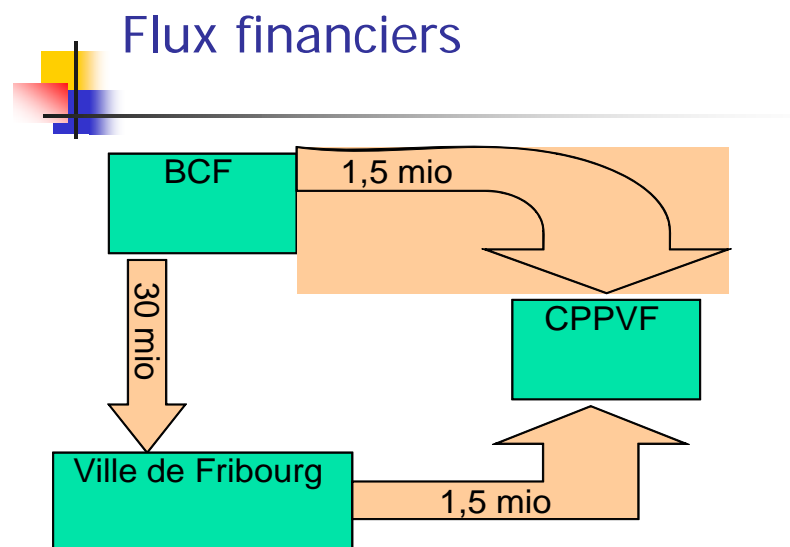 Flux financiers
BCF
1,5 mio
30 mio
CPPVF
Ville de Fribourg
1,5 mio